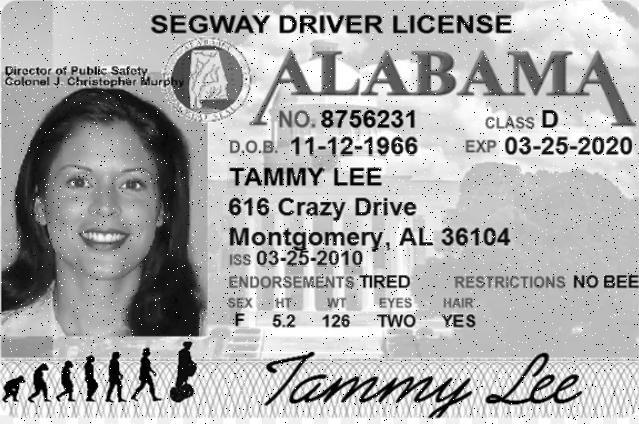 SEGWAY DRIVER LICENSE
Director of Public Safety
Colonel J. Christopher Murphy
ALABAMA
NO. 8756231 CLASS D
D.O.B. 11-12-1966 EXP 03-25-2020
TAMMY LEE
616 Crazy Drive
Montgomery, AL 36104
ISS 03-25-2010
ENDORSEMENTS TIRED RESTRICTIONS NO BEE
SEX HT WT EYES HAIR
F 5.2 126 TWO YES
Tammy Lee